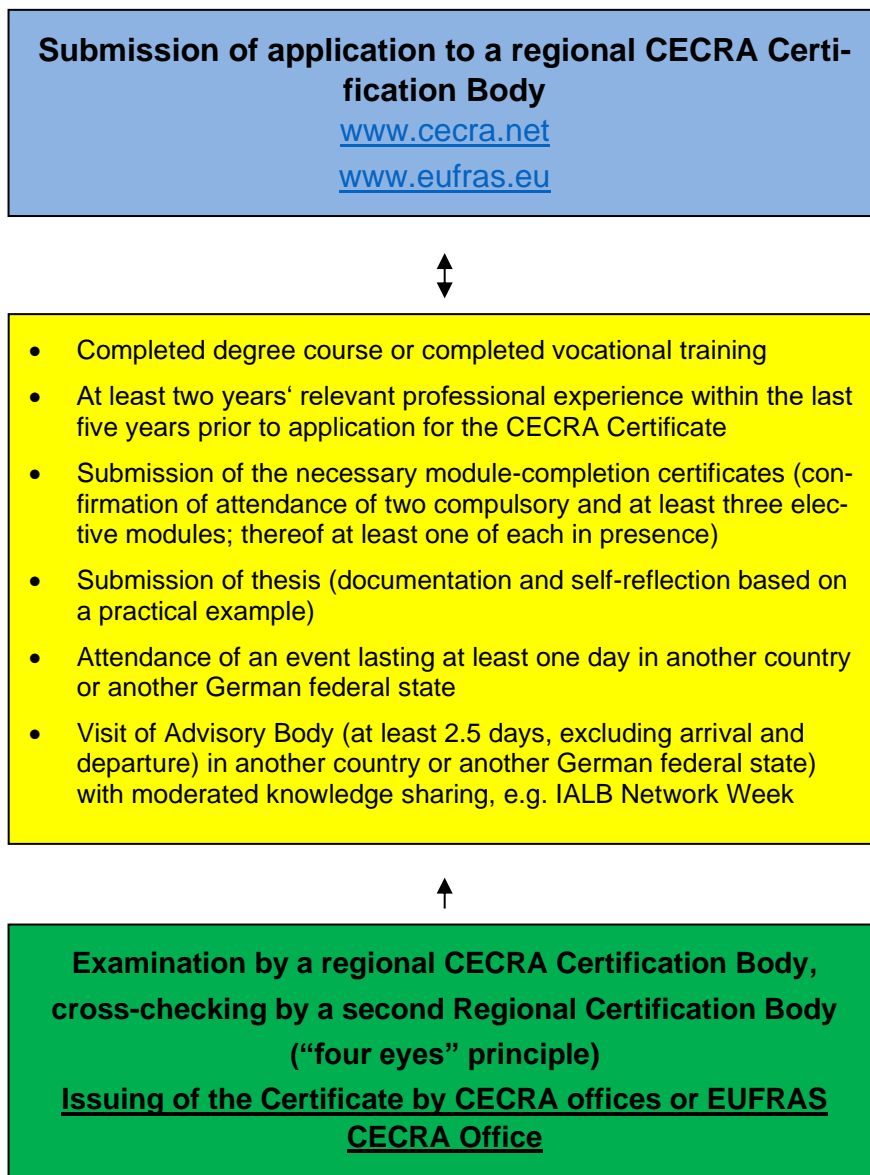 Submission of application to a regional CECRA Certi-
fication Body
www.cecra.net
www.eufras.eu
• Completed degree course or completed vocational training
• At least two years‘ relevant professional experience within the last
five years prior to application for the CECRA Certificate
• Submission of the necessary module-completion certificates (con-
firmation of attendance of two compulsory and at least three elec-
tive modules; thereof at least one of each in presence)
• Submission of thesis (documentation and self-reflection based on
a practical example)
• Attendance of an event lasting at least one day in another country
or another German federal state
• Visit of Advisory Body (at least 2.5 days, excluding arrival and
departure) in another country or another German federal state)
with moderated knowledge sharing, e.g. IALB Network Week
Examination by a regional CECRA Certification Body,
cross-checking by a second Regional Certification Body
(“four eyes” principle)
Issuing of the Certificate by CECRA offices or EUFRAS
CECRA Office